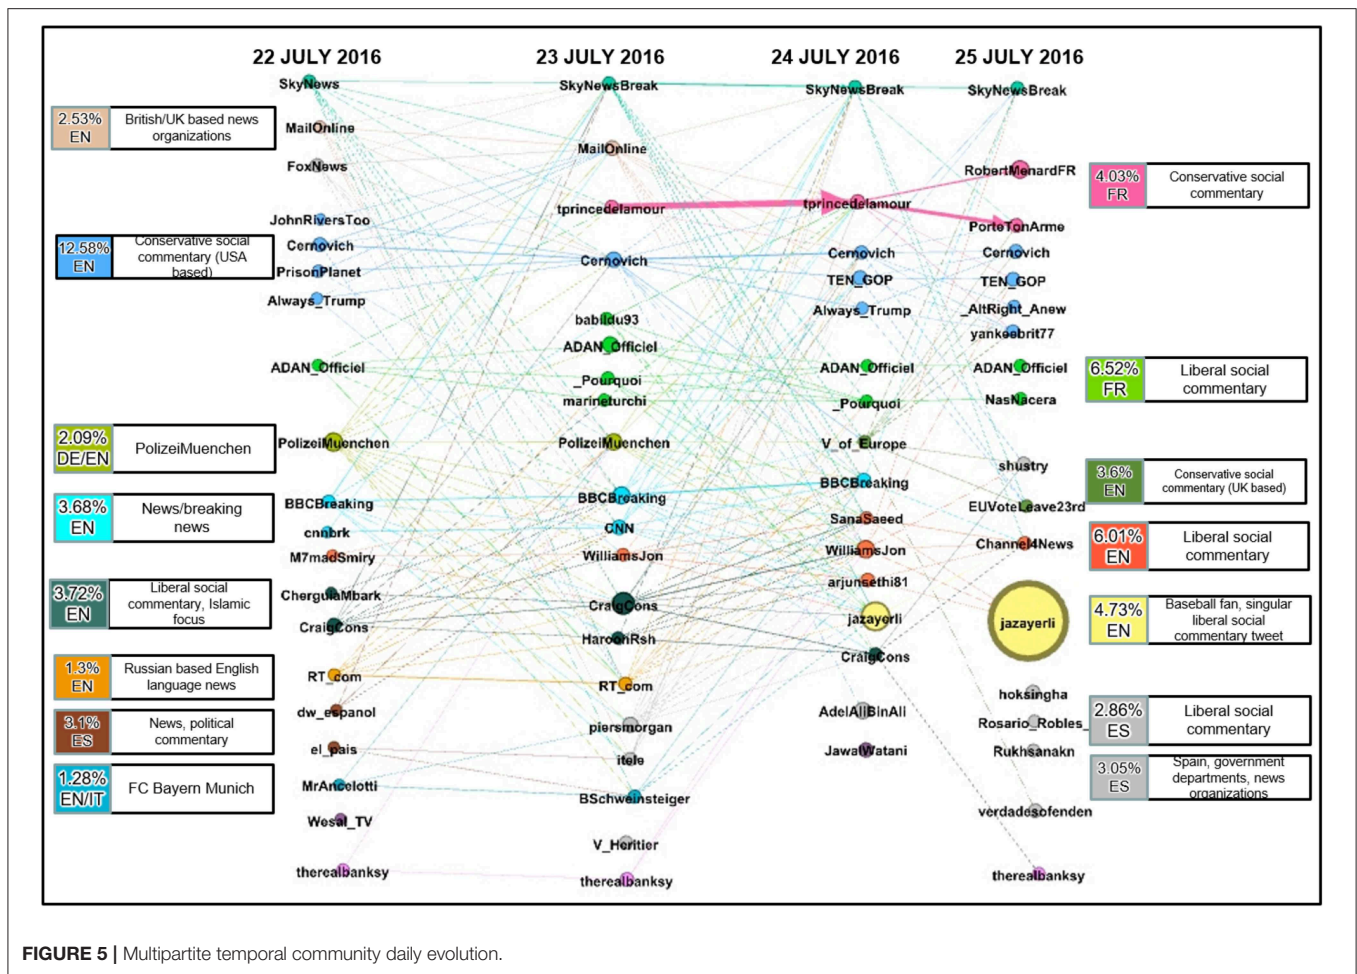 22 JULY 2016
23 JULY 2016
24 JULY 2016
25 JULY 2016
2.53%
EN
British/UK based news
organizations
12.58%
EN
Conservative social
commentary (USA
based)
2.09%
DE/EN
PolizeiMuenchen
3.68%
EN
News/breaking
news
3.72%
EN
Liberal social
commentary, Islamic
focus
1.3%
EN
Russian based English
language news
3.1%
ES
News, political
commentary
1.28%
EN/IT
FC Bayern Munich
SkyNews
MailOnline
FoxNews
JohnRiversToo
Cernovich
PrisonPlanet
Always_Trump
ADAN_Officiel
PolizeiMuenchen
BBCBreaking
cnnbrk
M7madSmiry
CherguiaMbark
CraigCons
RT_com
dw_espanol
el_pais
MrAncelotti
Wesal_TV
therealbanksy
SkyNewsBreak
MailOnline
tprincedelamour
Cernovich
babildu93
ADAN_Officiel
_Pourquoi
marineturchi
PolizeiMuenchen
BBCBreaking
CNN
WilliamsJon
CraigCons
HaroonRsh
RT_com
piersmorgan
itele
BSchweinsteiger
V_Heritier
therealbanksy
SkyNewsBreak
tprincedelamour
Cernovich
TEN_GOP
Always_Trump
ADAN_Officiel
_Pourquoi
V_of_Europe
BBCBreaking
SanaSaeed
WilliamsJon
arjunsethi81
jazayerli
CraigCons
AdelAliBinAli
JawalWatani
SkyNewsBreak
RobertMenardFR
PorteTonArme
Cernovich
TEN_GOP
_AltRight_Anew
yankeebrit77
ADAN_Officiel
NasNacera
shustry
EUVoteLeave23rd
Channel4News
jazayerli
hoksingha
Rosario_Robles_
Rukhsanakn
verdadesofenden
therealbanksy
4.03%
FR
Conservative social
commentary
6.52%
FR
Liberal social
commentary
3.6%
EN
Conservative social
commentary (UK based)
6.01%
EN
Liberal social
commentary
4.73%
EN
Baseball fan, singular
liberal social
commentary tweet
2.86%
ES
Liberal social
commentary
3.05%
ES
Spain, government
departments, news
organizations
FIGURE 5 | Multipartite temporal community daily evolution.